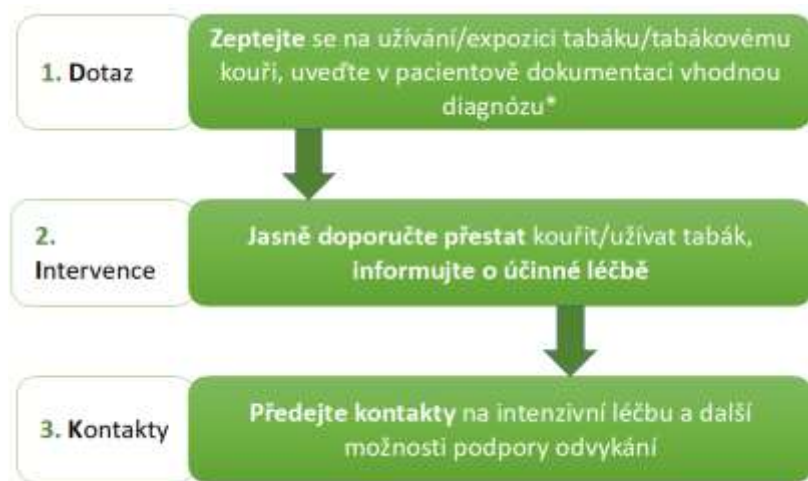 1. Dotaz
Zeptejte se na užívání/expozici tabáku/tabákovému
kouři, uveďte v pacientově dokumentaci vhodnou
diagnózu*
2.
Intervence
Jasně doporučte přestat kouřit/užívat tabák,
informujte o účinné léčbě
3. Kontakty
Předejte kontakty na intenzivní léčbu a další
možnosti podpory odvykání